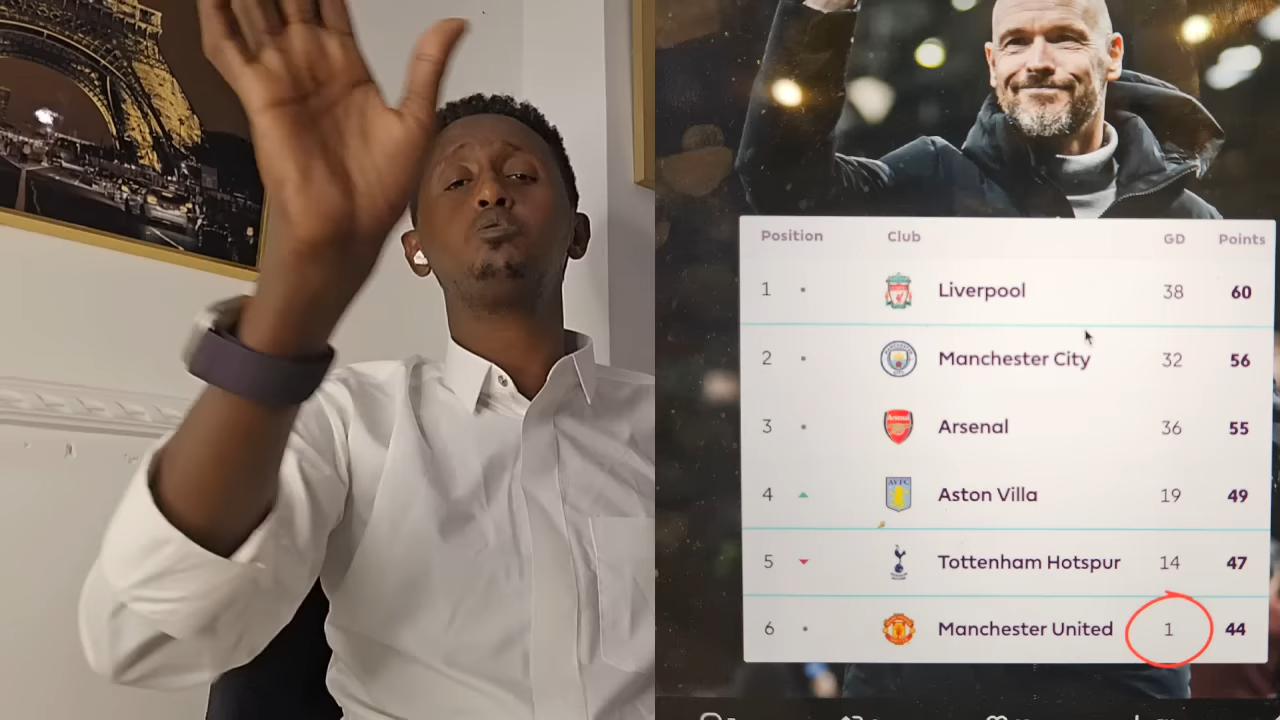 Position Club GD Points
1 Liverpool 38 60
2 Manchester City 32 56
3 Arsenal 36 55
4 Aston Villa 19 49
5 Tottenham Hotspur 14 47
6 Manchester United 1 44